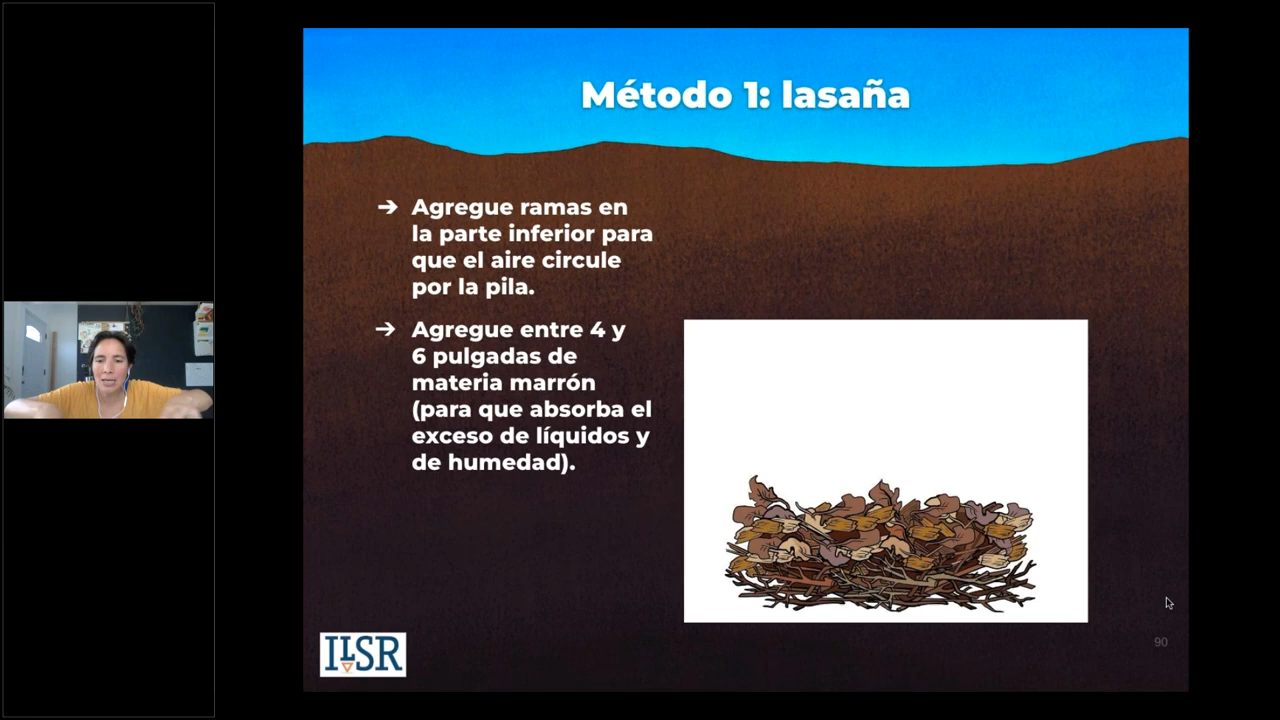 Método 1: lasaña
➔ Agregue ramas en
la parte inferior para
que el aire circule
por la pila.
➔ Agregue entre 4 y
6 pulgadas de
materia marrón
(para que absorba el
exceso de líquidos y
de humedad).
ILSR
90